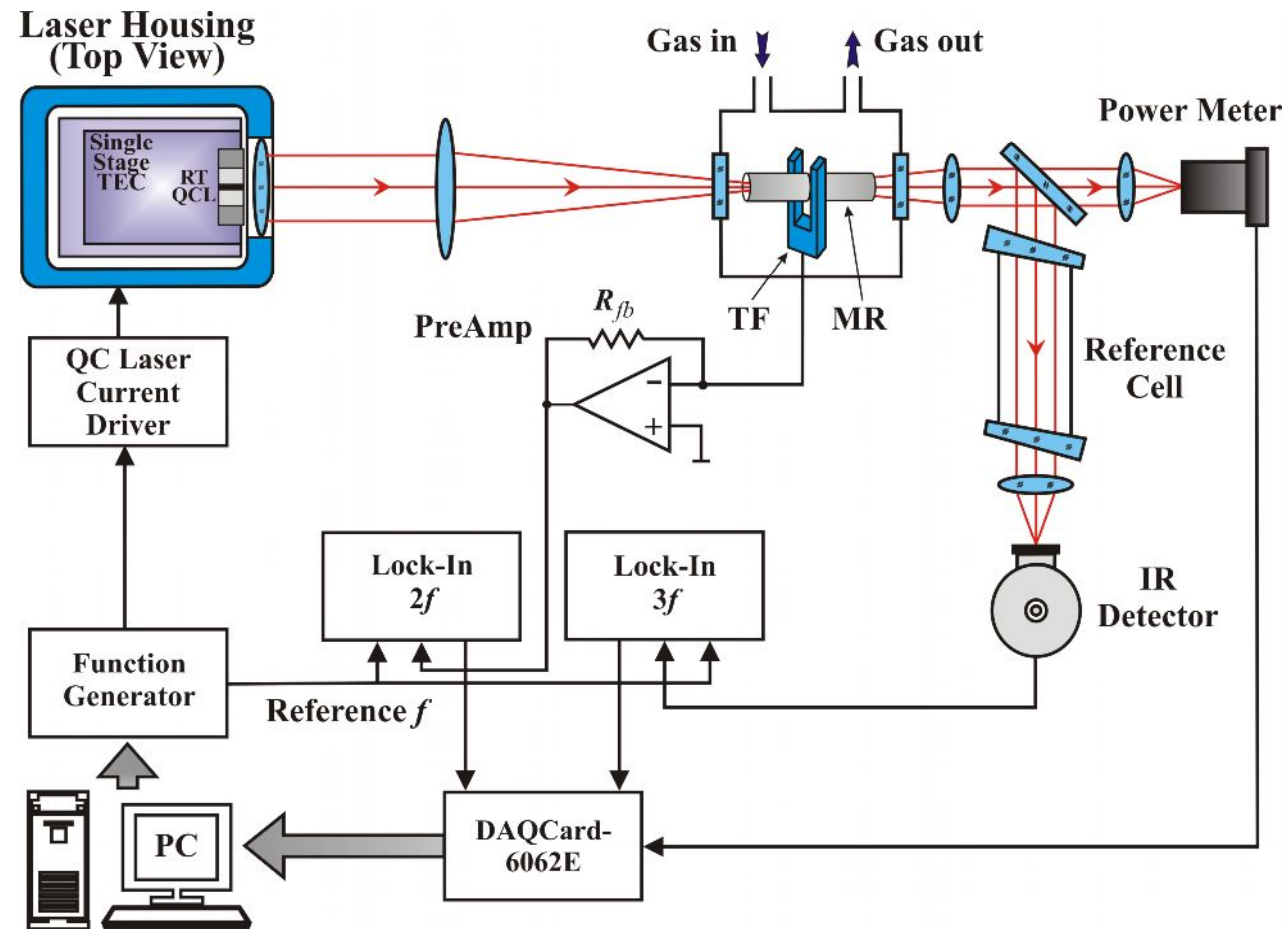 Laser Housing
(Top View)
Gas in
Gas out
Power Meter
Single
Stage
TEC
RT
QCL
TF
MR
Reference
Cell
PreAmp
R_fb
-
+
QC Laser
Current
Driver
Lock-In
2f
Lock-In
3f
IR
Detector
Function
Generator
Reference f
PC
DAQCard-
6062E